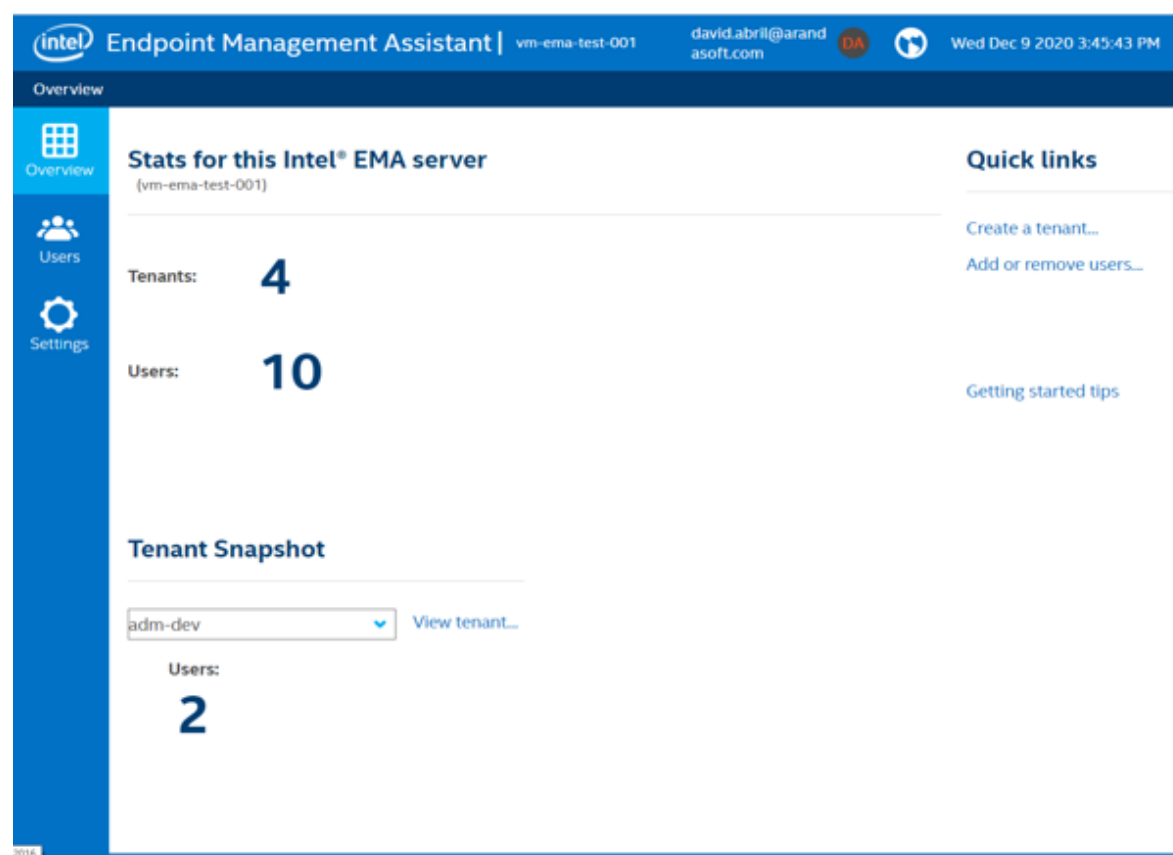 intel Endpoint Management Assistant | vm-ema-test-001 david.abril@arand DA Wed Dec 9 2020 3:45:43 PM
asoft.com
Overview
Overview
Stats for this Intel® EMA server
(vm-ema-test-001)
Quick links
Users
Create a tenant...
Add or remove users...
Tenants: 4
Settings
Users: 10
Getting started tips
Tenant Snapshot
adm-dev View tenant...
Users:
2